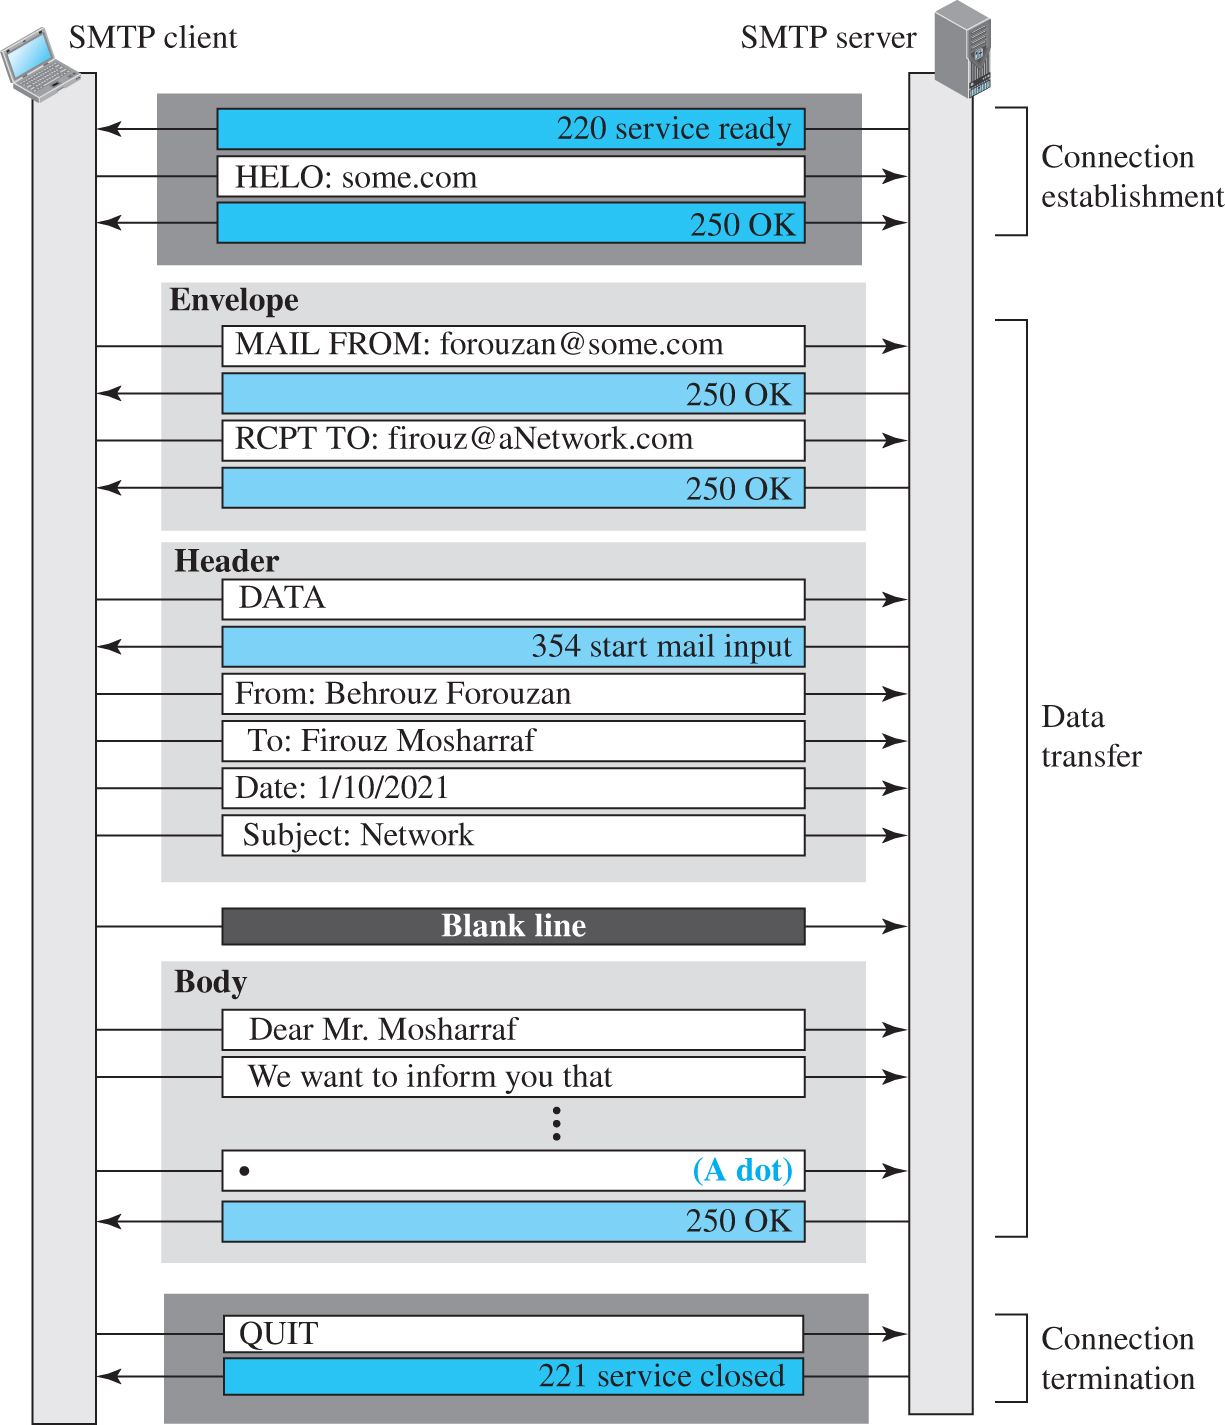 SMTP client
SMTP server
220 service ready
HELO: some.com
250 OK
Connection
establishment
Envelope
MAIL FROM: forouzan@some.com
250 OK
RCPT TO: firouz@aNetwork.com
250 OK
Header
DATA
354 start mail input
From: Behrouz Forouzan
To: Firouz Mosharraf
Date: 1/10/2021
Subject: Network
Blank line
Body
Dear Mr. Mosharraf
We want to inform you that
• (A dot)
250 OK
Data
transfer
QUIT
221 service closed
Connection
termination